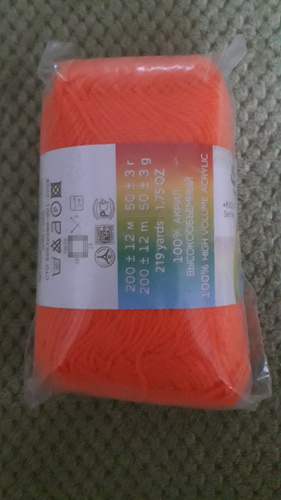 200 ± 12 м 50 ± 3 г
200 ± 12 m 50 ± 3 g
219 yards 1,75 OZ
100% АКРИЛ
ВЫСОКООБЪЕМНЫЙ
100% HIGH VOLUME ACRYLIC